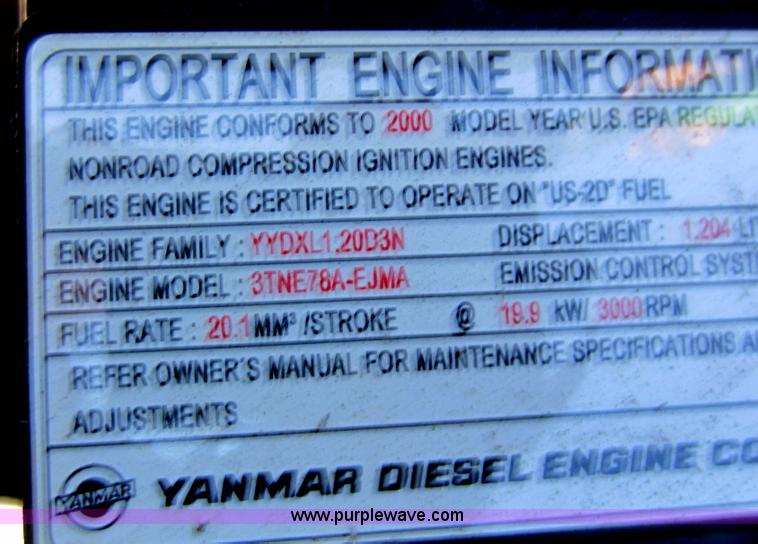 IMPORTANT ENGINE INFORMATI
THIS ENGINE CONFORMS TO 2000 MODEL YEAR U.S. EPA REGULA
NONROAD COMPRESSION IGNITION ENGINES.
THIS ENGINE IS CERTIFIED TO OPERATE ON "US-2D" FUEL
ENGINE FAMILY : YYDXL1.20D3N DISPLACEMENT : 1.204 LIT
ENGINE MODEL : 3TNE78A-EJMA EMISSION CONTROL SYSTE
FUEL RATE : 20.1 MM³ /STROKE @ 19.9 kW/ 3000 RPM
REFER OWNER'S MANUAL FOR MAINTENANCE SPECIFICATIONS A
ADJUSTMENTS
YANMAR YANMAR DIESEL ENGINE CO
www.purplewave.com